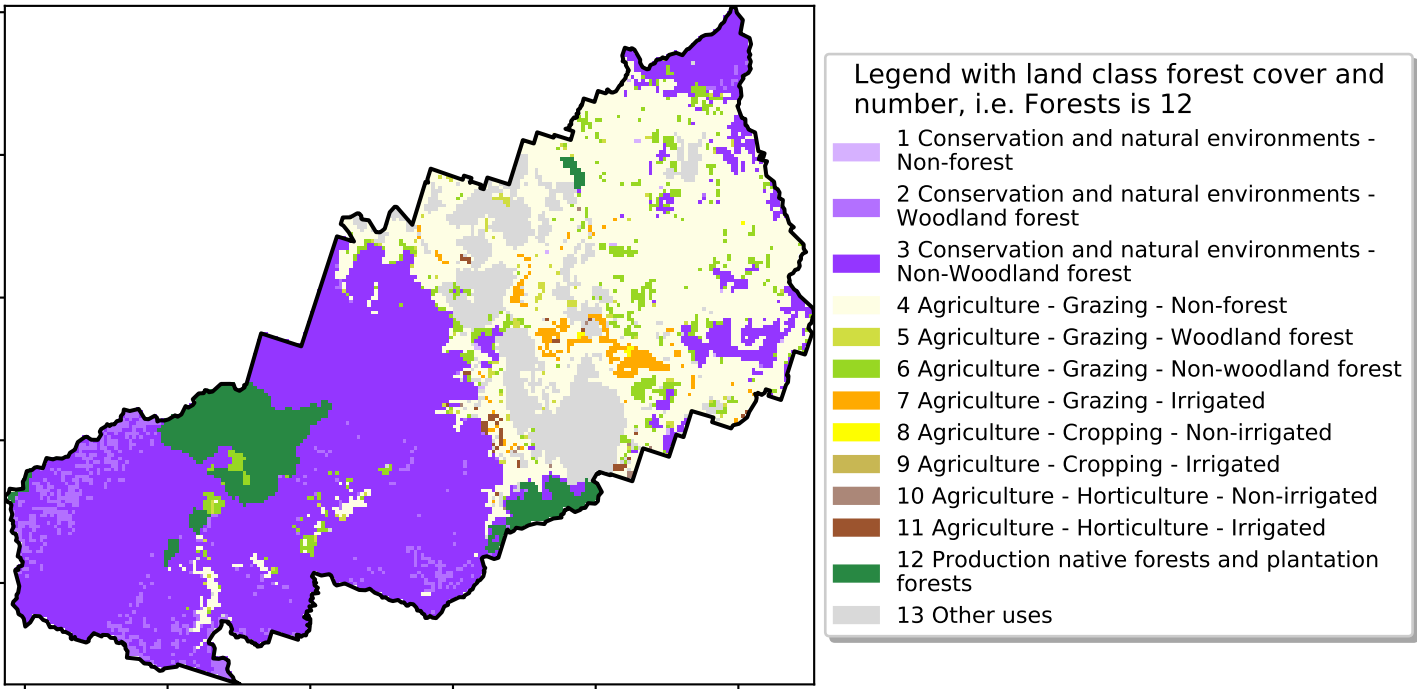 Legend with land class forest cover and
number, i.e. Forests is 12
1 Conservation and natural environments -
Non-forest
2 Conservation and natural environments -
Woodland forest
3 Conservation and natural environments -
Non-Woodland forest
4 Agriculture - Grazing - Non-forest
5 Agriculture - Grazing - Woodland forest
6 Agriculture - Grazing - Non-woodland forest
7 Agriculture - Grazing - Irrigated
8 Agriculture - Cropping - Non-irrigated
9 Agriculture - Cropping - Irrigated
10 Agriculture - Horticulture - Non-irrigated
11 Agriculture - Horticulture - Irrigated
12 Production native forests and plantation
forests
13 Other uses